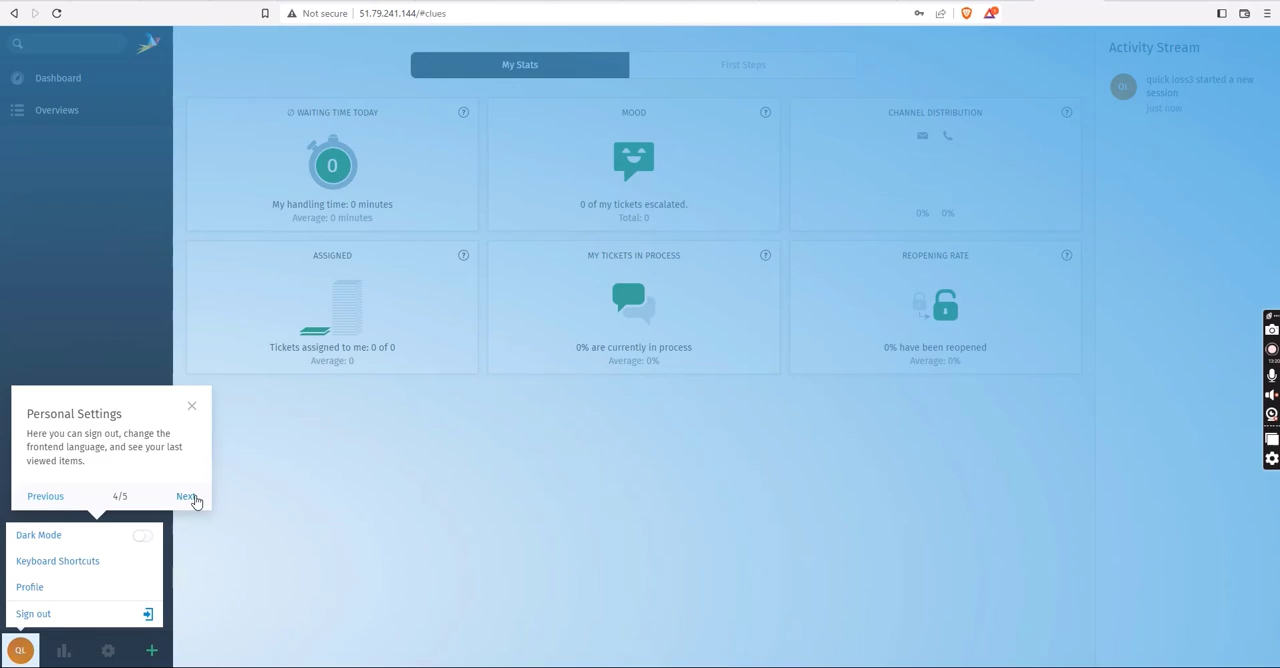 Not secure
51.79.241.144/#clues
Dashboard
Overviews
My Stats
First Steps
∅ WAITING TIME TODAY
0
My handling time: 0 minutes
Average: 0 minutes
MOOD
0 of my tickets escalated.
Total: 0
CHANNEL DISTRIBUTION
0% 0%
ASSIGNED
Tickets assigned to me: 0 of 0
Average: 0
MY TICKETS IN PROCESS
0% are currently in process
Average: 0%
REOPENING RATE
0% have been reopened
Average: 0%
Activity Stream
QL
quick loss3 started a new
session
just now
Personal Settings
Here you can sign out, change the
frontend language, and see your last
viewed items.
Previous
4/5
Next
Dark Mode
Keyboard Shortcuts
Profile
Sign out
QL